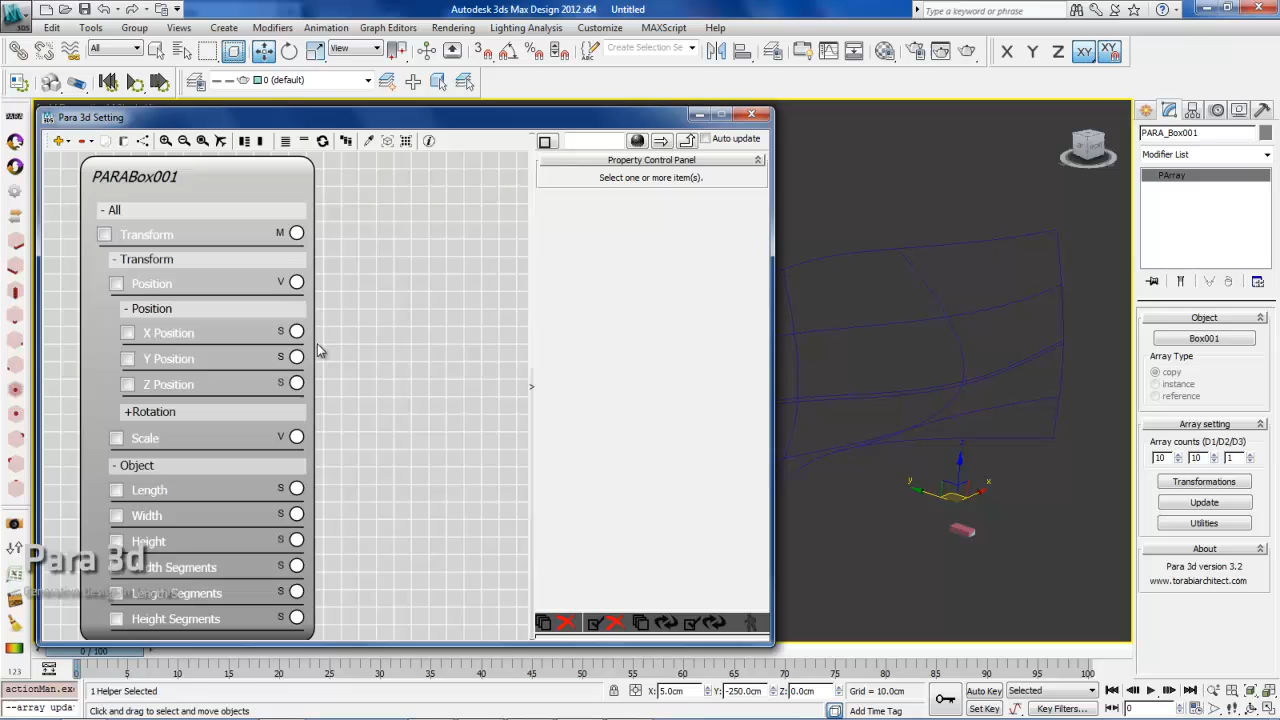 Autodesk 3ds Max Design 2012 x64 Untitled
Type a keyword or phrase
3DS
Edit Tools Group Views Create Modifiers Animation Graph Editors Rendering Lighting Analysis Customize MAXScript Help
All View Create Selection Se X Y Z XY XY
0 (default)
PARA
Para 3d Setting
Auto update
PARABox001
- All
Transform M
- Transform
Position V
- Position
X Position S
Y Position S
Z Position S
+Rotation
Scale V
- Object
Length S
Width S
Height S
Width Segments S
Length Segments S
Height Segments S
Property Control Panel
Select one or more item(s).
>
Para 3d
z
y
x
PARA_Box001
Modifier List
PArray
Object
Box001
Array Type
copy
instance
reference
Array setting
Array counts (D1/D2/D3)
10 10 1
Transformations
Update
Utilities
About
Para 3d version 3.2
www.torabiarchitect.com
123
0 / 100
5 10 15 20 25 30 35 40 45 50 55 60 65 70 75 80 85 90 95 100
actionMan.ex 1 Helper Selected X: 5.0cm Y: -250.0cm Z: 0.0cm Grid = 10.0cm Auto Key Selected
--array upda Click and drag to select and move objects Add Time Tag Set Key Key Filters... 0